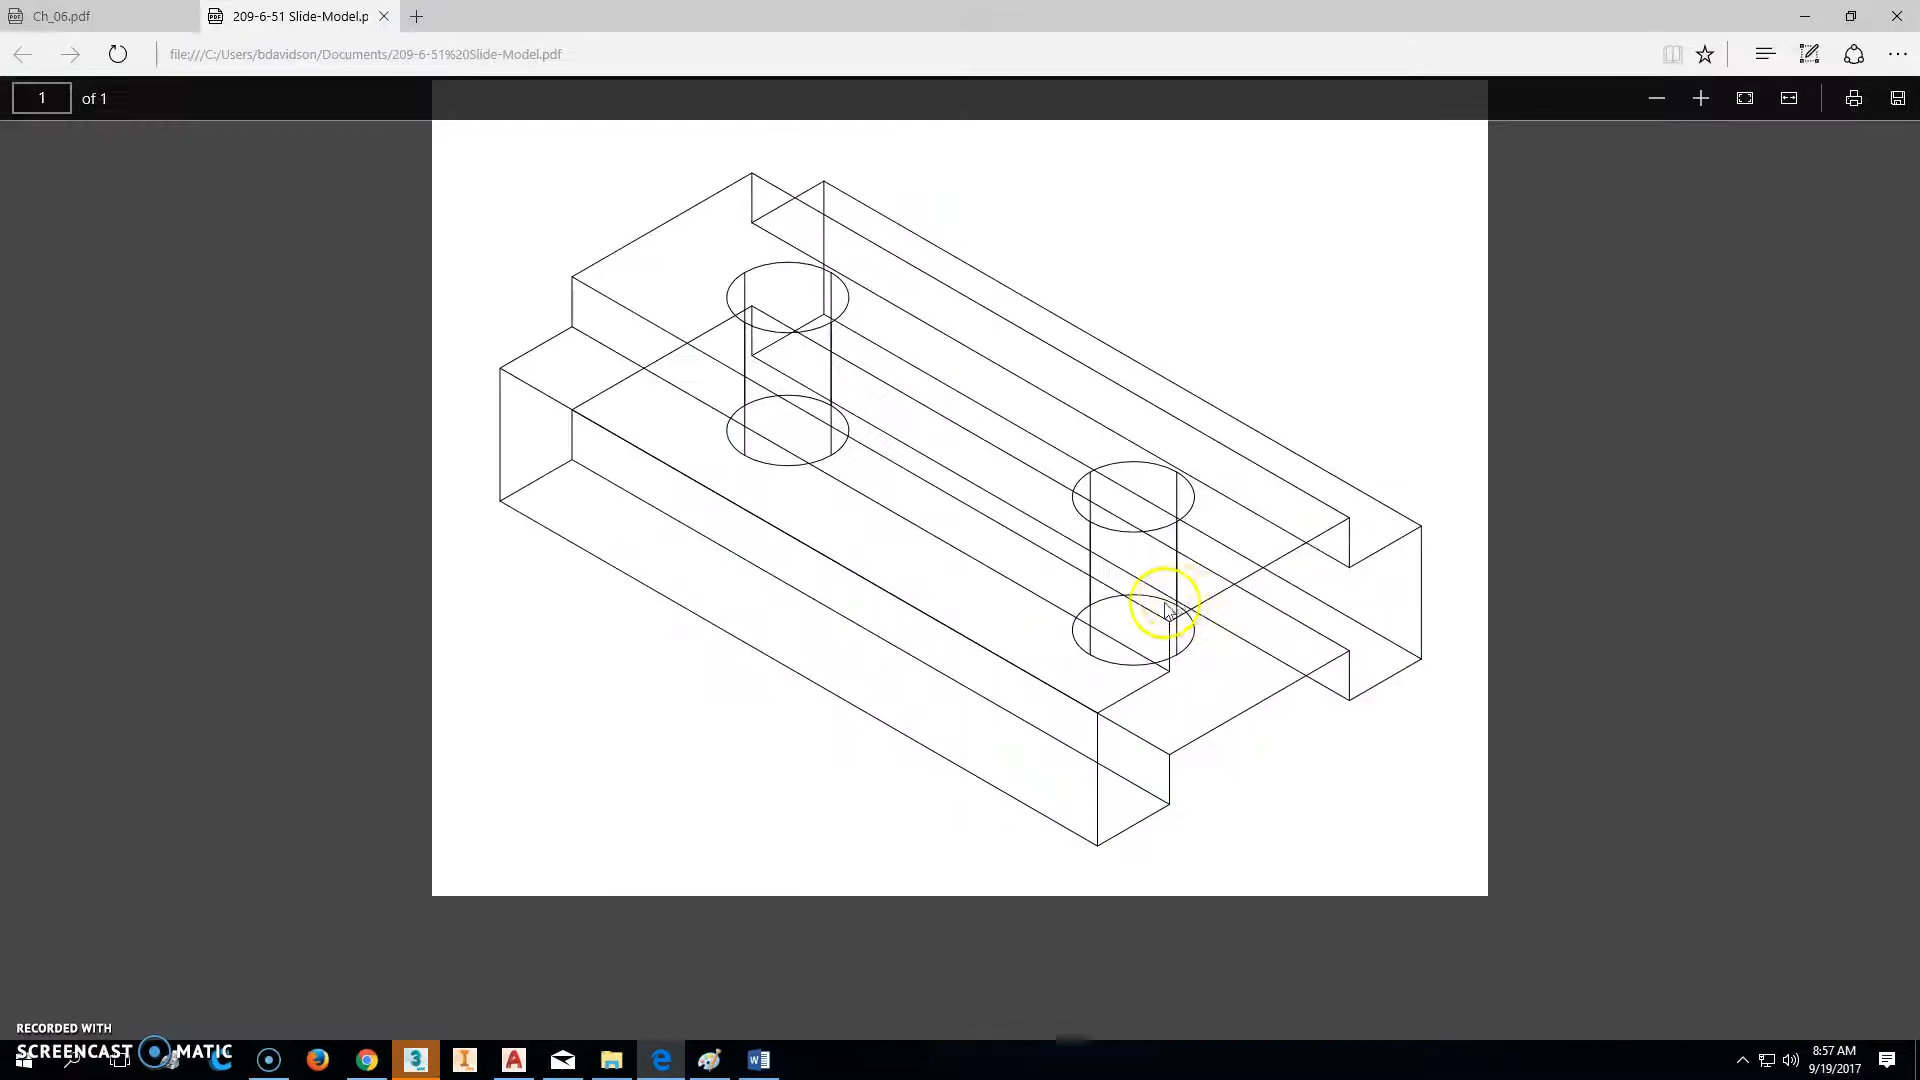 Ch_06.pdf
209-6-51 Slide-Model.p
file:///C:/Users/bdavidson/Documents/209-6-51%20Slide-Model.pdf
1 of 1
RECORDED WITH
SCREENCAST MATIC
8:57 AM
9/19/2017